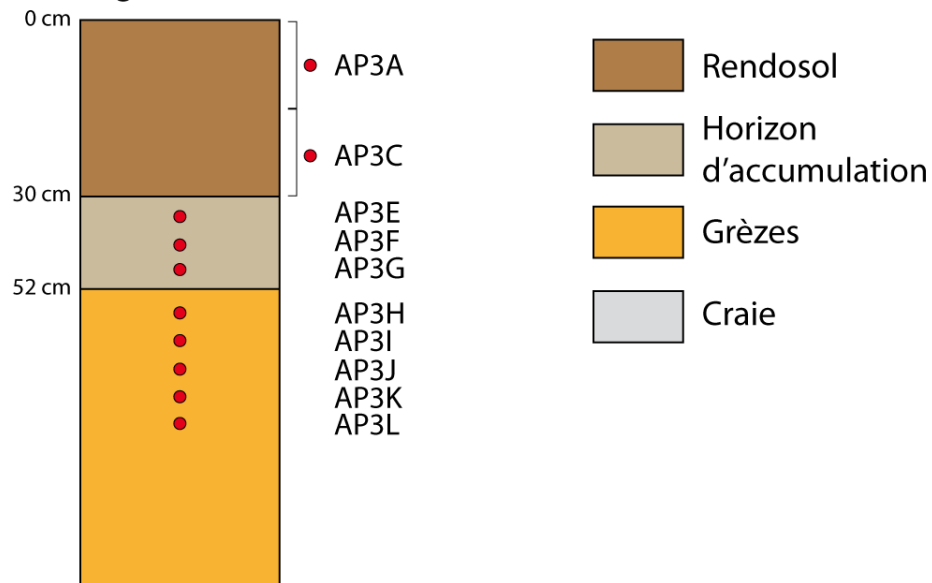 0 cm
AP3A
AP3C
30 cm
AP3E
AP3F
AP3G
52 cm
AP3H
AP3I
AP3J
AP3K
AP3L
Rendosol
Horizon
d'accumulation
Grèzes
Craie